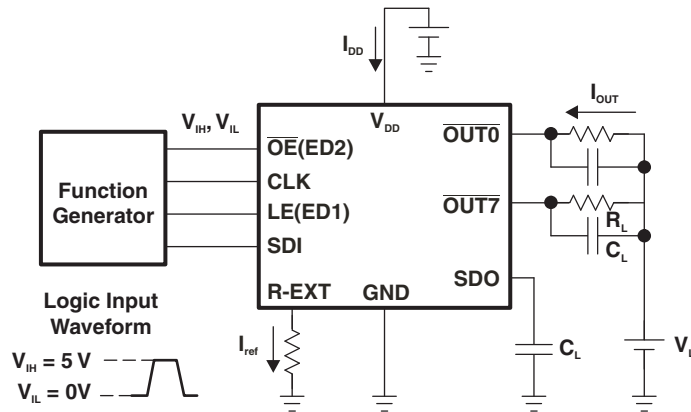 I_DD
V_DD
I_OUT
V_IH, V_IL
Function
Generator
OE(ED2)
CLK
LE(ED1)
SDI
OUT0
OUT7
R_L
C_L
SDO
R-EXT
GND
Logic Input
Waveform
V_IH = 5 V
V_IL = 0V
I_ref
C_L
V_L